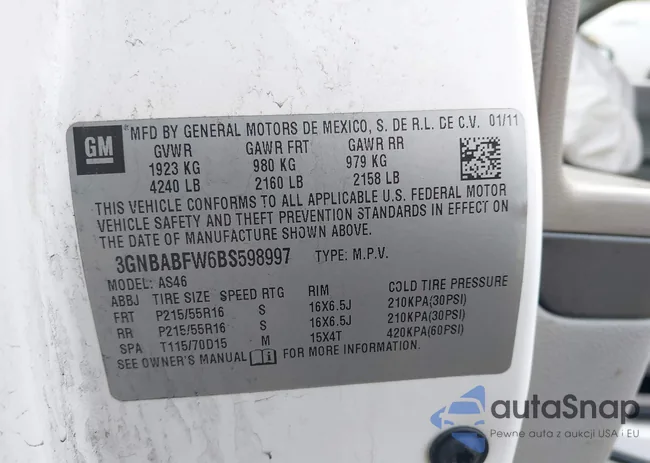 GM
MFD BY GENERAL MOTORS DE MEXICO, S. DE R.L. DE C.V. 01/11
GVWR GAWR FRT GAWR RR
1923 KG 980 KG 979 KG
4240 LB 2160 LB 2158 LB
THIS VEHICLE CONFORMS TO ALL APPLICABLE U.S. FEDERAL MOTOR
VEHICLE SAFETY AND THEFT PREVENTION STANDARDS IN EFFECT ON
THE DATE OF MANUFACTURE SHOWN ABOVE.
3GNBABFW6BS598997 TYPE: M.P.V.
MODEL: AS46
ABBJ TIRE SIZE SPEED RTG RIM COLD TIRE PRESSURE
FRT P215/55R16 S 16X6.5J 210KPA(30PSI)
RR P215/55R16 S 16X6.5J 210KPA(30PSI)
SPA T115/70D15 M 15X4T 420KPA(60PSI)
SEE OWNER'S MANUAL FOR MORE INFORMATION.
autaSnap
Pewne auta z aukcji USA i EU